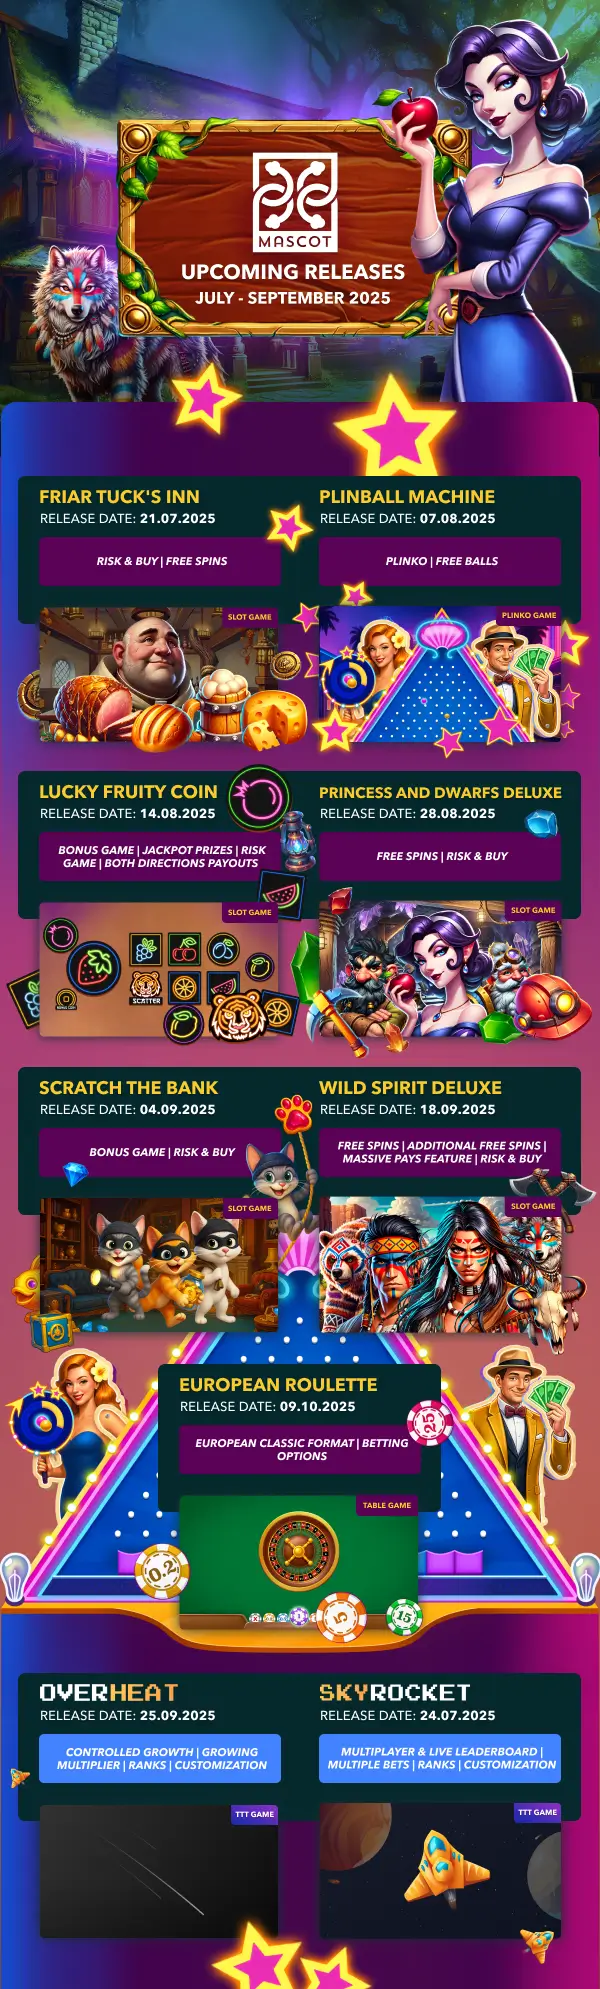 MASCOT
UPCOMING RELEASES
JULY - SEPTEMBER 2025
FRIAR TUCK'S INN
RELEASE DATE: 21.07.2025
RISK & BUY | FREE SPINS
SLOT GAME
PLINBALL MACHINE
RELEASE DATE: 07.08.2025
PLINKO | FREE BALLS
PLINKO GAME
LUCKY FRUITY COIN
RELEASE DATE: 14.08.2025
BONUS GAME | JACKPOT PRIZES | RISK
GAME | BOTH DIRECTIONS PAYOUTS
SLOT GAME
SCATTER
BONUS COIN
PRINCESS AND DWARFS DELUXE
RELEASE DATE: 28.08.2025
FREE SPINS | RISK & BUY
SLOT GAME
SCRATCH THE BANK
RELEASE DATE: 04.09.2025
BONUS GAME | RISK & BUY
SLOT GAME
WILD SPIRIT DELUXE
RELEASE DATE: 18.09.2025
FREE SPINS | ADDITIONAL FREE SPINS |
MASSIVE PAYS FEATURE | RISK & BUY
SLOT GAME
EUROPEAN ROULETTE
RELEASE DATE: 09.10.2025
EUROPEAN CLASSIC FORMAT | BETTING
OPTIONS
25
TABLE GAME
0.2
5
15
OVERHEAT
RELEASE DATE: 25.09.2025
CONTROLLED GROWTH | GROWING
MULTIPLIER | RANKS | CUSTOMIZATION
TTT GAME
SKYROCKET
RELEASE DATE: 24.07.2025
MULTIPLAYER & LIVE LEADERBOARD |
MULTIPLE BETS | RANKS | CUSTOMIZATION
TTT GAME